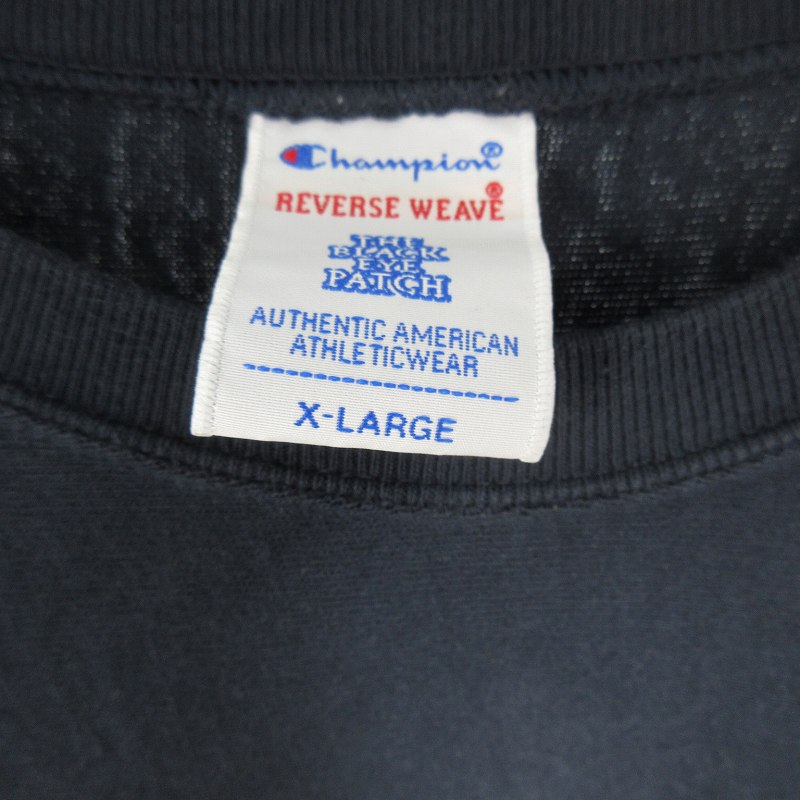 Champion®
REVERSE WEAVE®
THE
BLACK
EYE
PATCH
AUTHENTIC AMERICAN
ATHLETICWEAR
X-LARGE